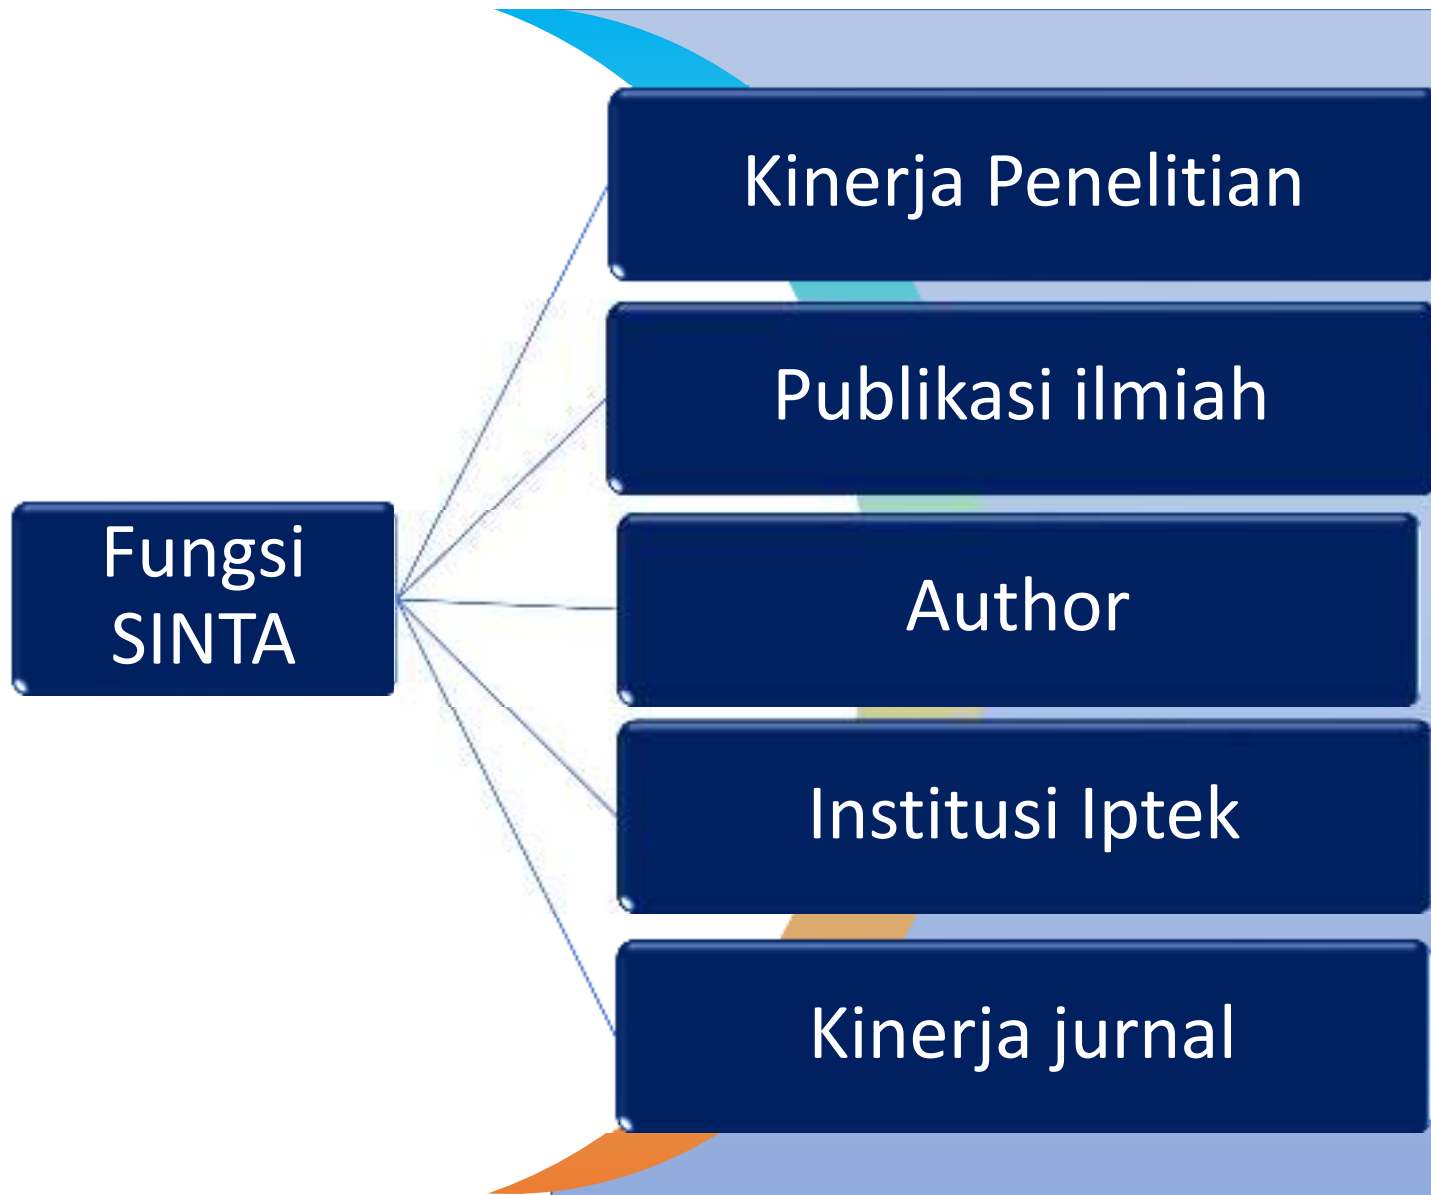 Kinerja Penelitian
Publikasi ilmiah
Fungsi
SINTA
Author
Institusi Iptek
Kinerja jurnal